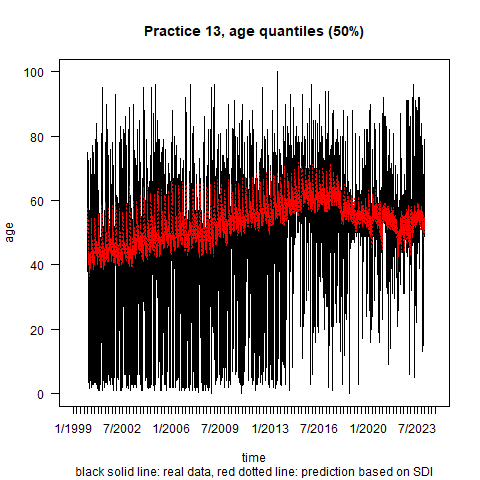 Practice 13, age quantiles (50%)
100
80
60
40
20
0
age
1/1999 7/2002 1/2006 7/2009 1/2013 7/2016 1/2020 7/2023
time
black solid line: real data, red dotted line: prediction based on SDI